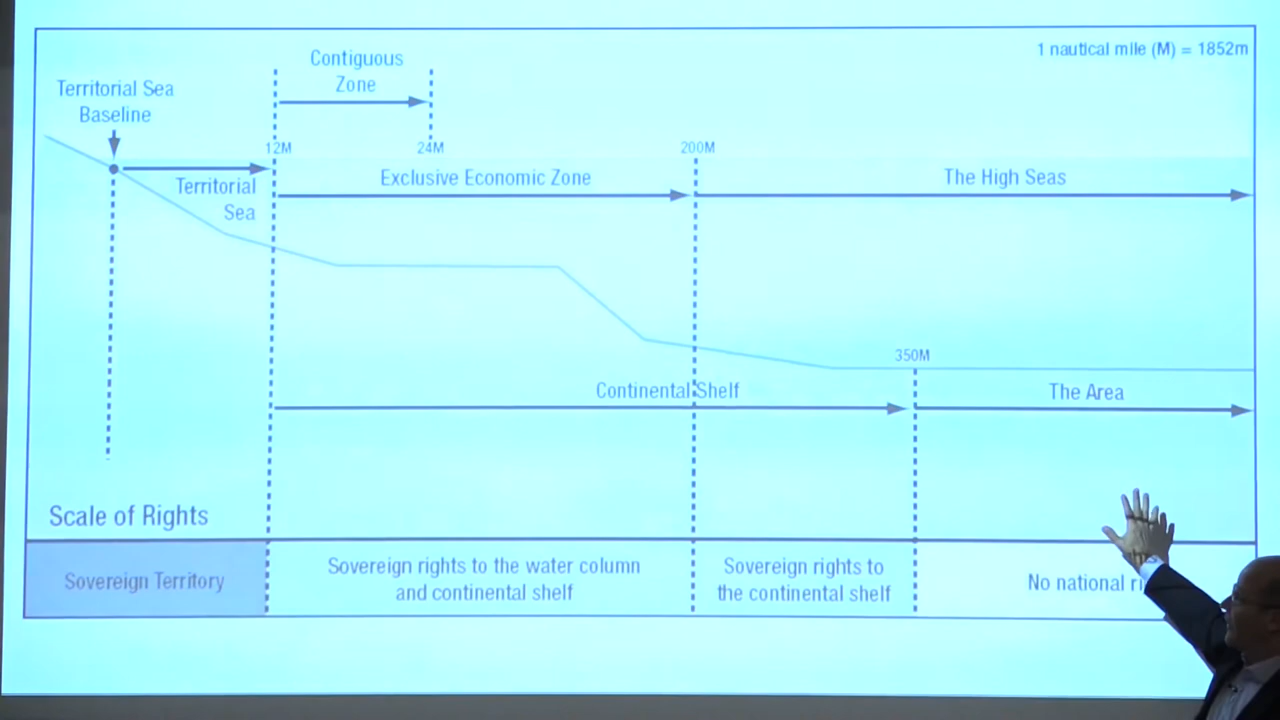 1 nautical mile (M) = 1852m
Contiguous
Zone
Territorial Sea
Baseline
12M
24M
200M
Territorial
Sea
Exclusive Economic Zone
The High Seas
350M
Continental Shelf
The Area
Scale of Rights
Sovereign Territory
Sovereign rights to the water column
and continental shelf
Sovereign rights to
the continental shelf
No national